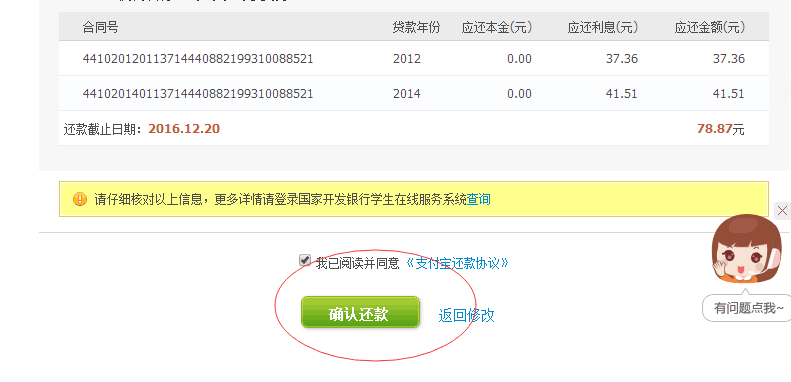 合同号 贷款年份 应还本金(元) 应还利息(元) 应还金额(元)
441020120113714440882199310088521 2012 0.00 37.36 37.36
441020140113714440882199310088521 2014 0.00 41.51 41.51
还款截止日期：2016.12.20 78.87元
请仔细核对以上信息，更多详情请登录国家开发银行学生在线服务系统查询
我已阅读并同意《支付宝还款协议》
有问题点我~
确认还款 返回修改